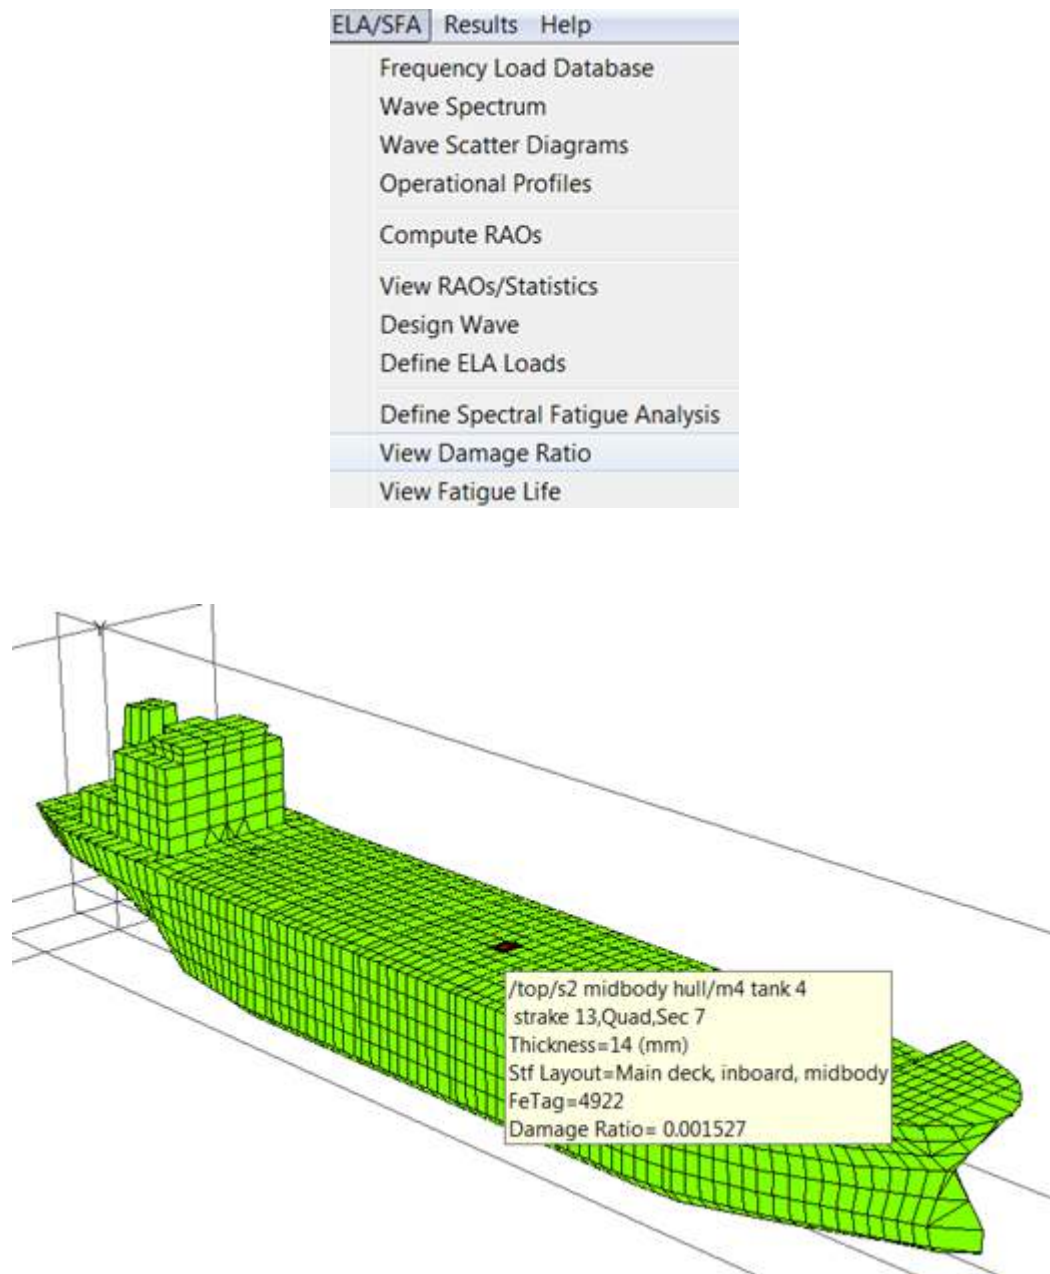 ELA/SFA Results Help
Frequency Load Database
Wave Spectrum
Wave Scatter Diagrams
Operational Profiles
Compute RAOs
View RAOs/Statistics
Design Wave
Define ELA Loads
Define Spectral Fatigue Analysis
View Damage Ratio
View Fatigue Life
Y
/top/s2 midbody hull/m4 tank 4
strake 13,Quad,Sec 7
Thickness=14 (mm)
Stf Layout=Main deck, inboard, midbody
FeTag=4922
Damage Ratio= 0.001527